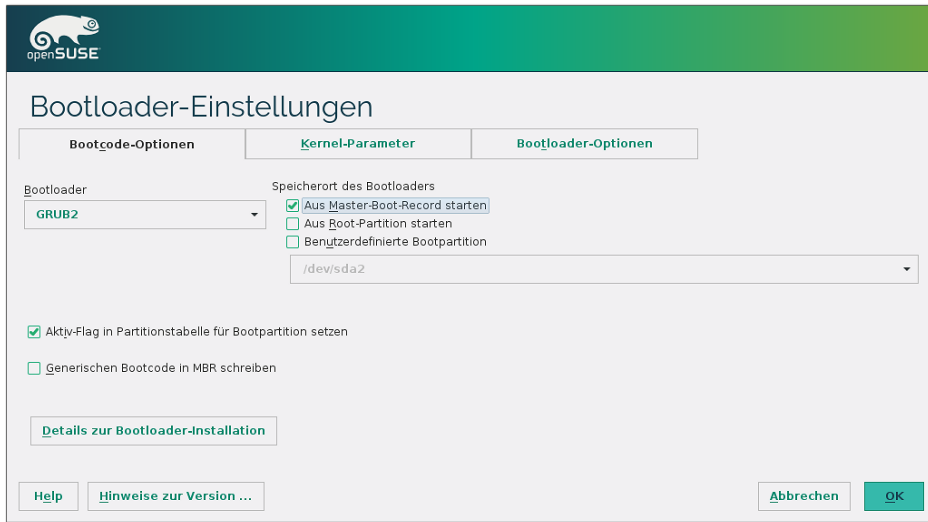 openSUSE
Bootloader-Einstellungen
Bootcode-Optionen
Kernel-Parameter
Bootloader-Optionen
Bootloader
GRUB2
Speicherort des Bootloaders
Aus Master-Boot-Record starten
Aus Root-Partition starten
Benutzerdefinierte Bootpartition
/dev/sda2
Aktiv-Flag in Partitionstabelle für Bootpartition setzen
Generischen Bootcode in MBR schreiben
Details zur Bootloader-Installation
Help
Hinweise zur Version ...
Abbrechen
OK